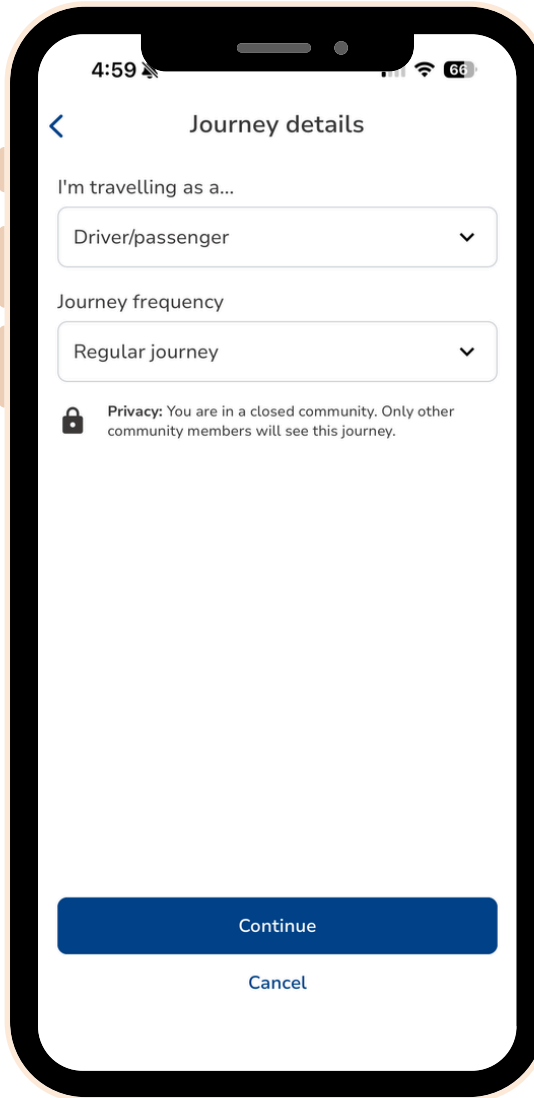 4:59
66
Journey details
I'm travelling as a...
Driver/passenger
Journey frequency
Regular journey
Privacy: You are in a closed community. Only other
community members will see this journey.
Continue
Cancel